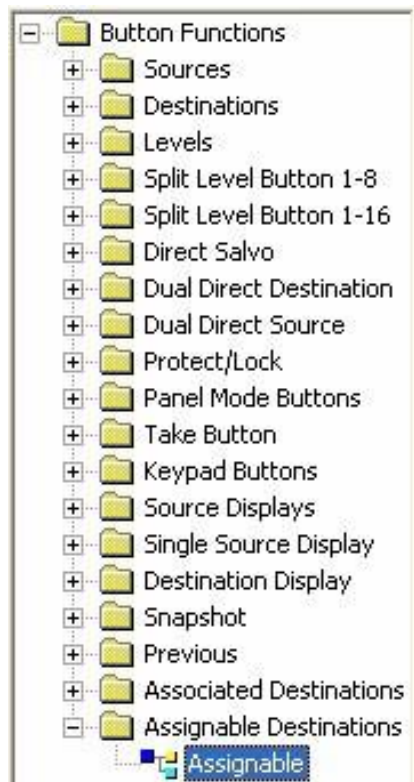 Button Functions
Sources
Destinations
Levels
Split Level Button 1-8
Split Level Button 1-16
Direct Salvo
Dual Direct Destination
Dual Direct Source
Protect/Lock
Panel Mode Buttons
Take Button
Keypad Buttons
Source Displays
Single Source Display
Destination Display
Snapshot
Previous
Associated Destinations
Assignable Destinations
Assignable